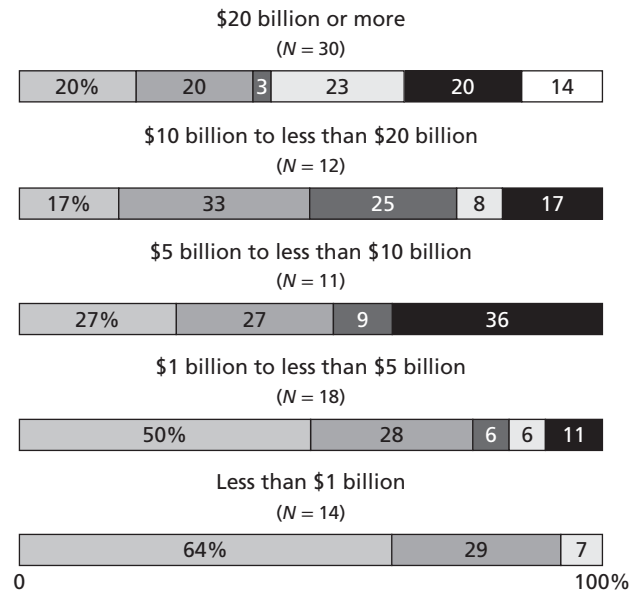 $20 billion or more
(N = 30)
20% 20 3 23 20 14
$10 billion to less than $20 billion
(N = 12)
17% 33 25 8 17
$5 billion to less than $10 billion
(N = 11)
27% 27 9 36
$1 billion to less than $5 billion
(N = 18)
50% 28 6 6 11
Less than $1 billion
(N = 14)
64% 29 7
0 100%